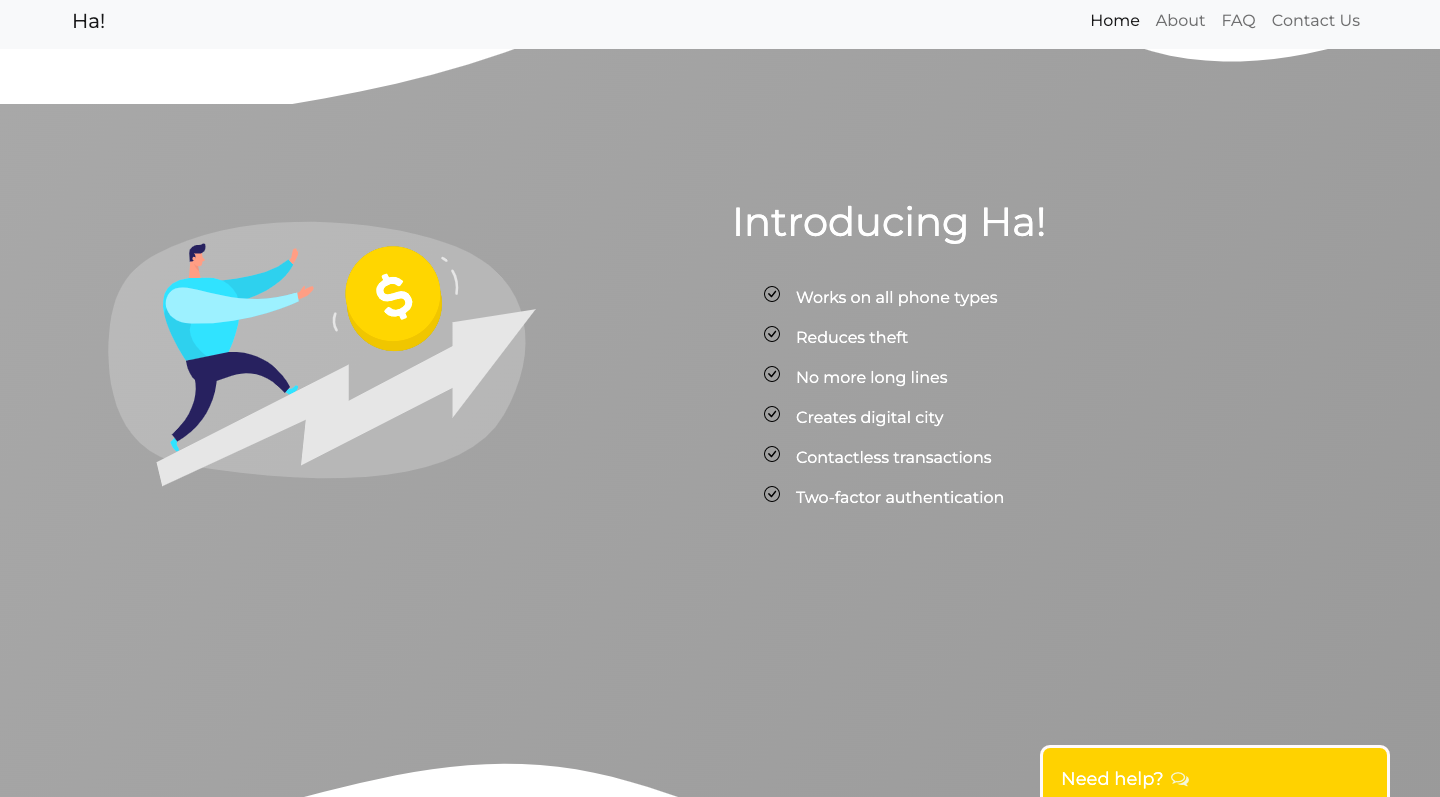 Ha!
Home About FAQ Contact Us
Introducing Ha!
Works on all phone types
Reduces theft
No more long lines
Creates digital city
Contactless transactions
Two-factor authentication
$
Need help?